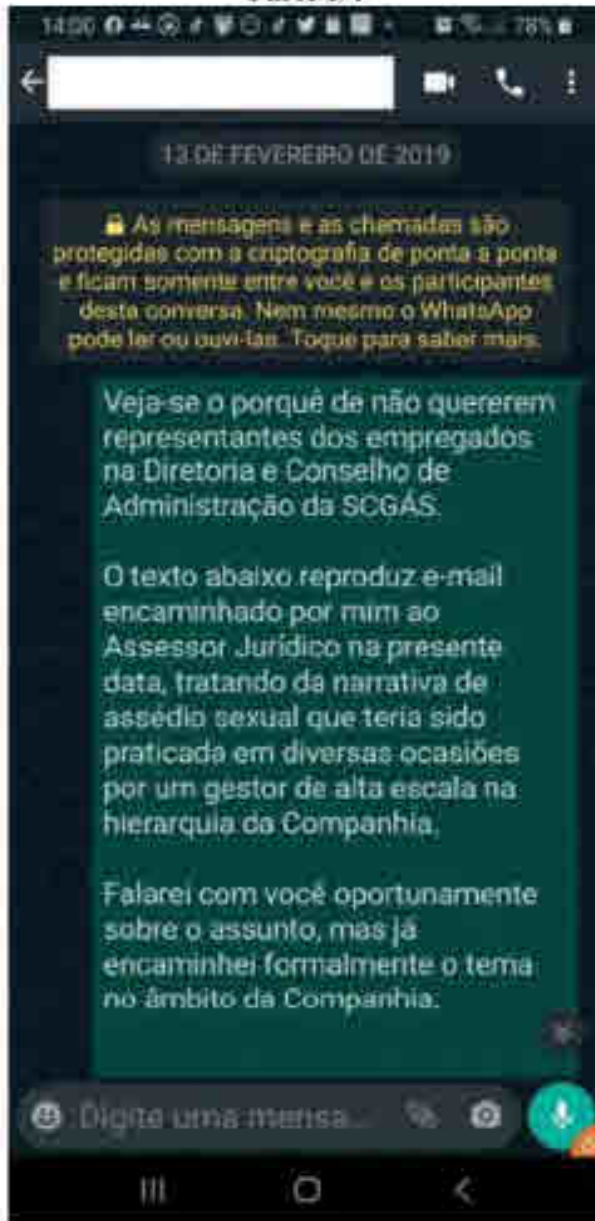 14:00
78%
13 DE FEVEREIRO DE 2019
As mensagens e as chamadas são
protegidas com a criptografia de ponta a ponta
e ficam somente entre você e os participantes
desta conversa. Nem mesmo o WhatsApp
pode ler ou ouvi-las. Toque para saber mais.
Veja-se o porquê de não quererem
representantes dos empregados
na Diretoria e Conselho de
Administração da SCGÁS.
O texto abaixo reproduz e-mail
encaminhado por mim ao
Assessor Jurídico na presente
data, tratando da narrativa de
assédio sexual que teria sido
praticada em diversas ocasiões
por um gestor de alta escala na
hierarquia da Companhia.
Falarei com você oportunamente
sobre o assunto, mas já
encaminhei formalmente o tema
no âmbito da Companhia.
Digite uma mensa...